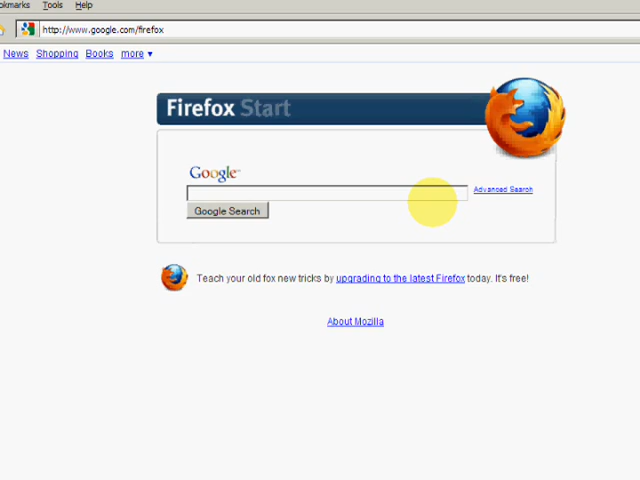 okmarks Tools Help
http://www.google.com/firefox
News Shopping Books more ▼
Firefox Start
Google™
Advanced Search
Google Search
Teach your old fox new tricks by upgrading to the latest Firefox today. It's free!
About Mozilla